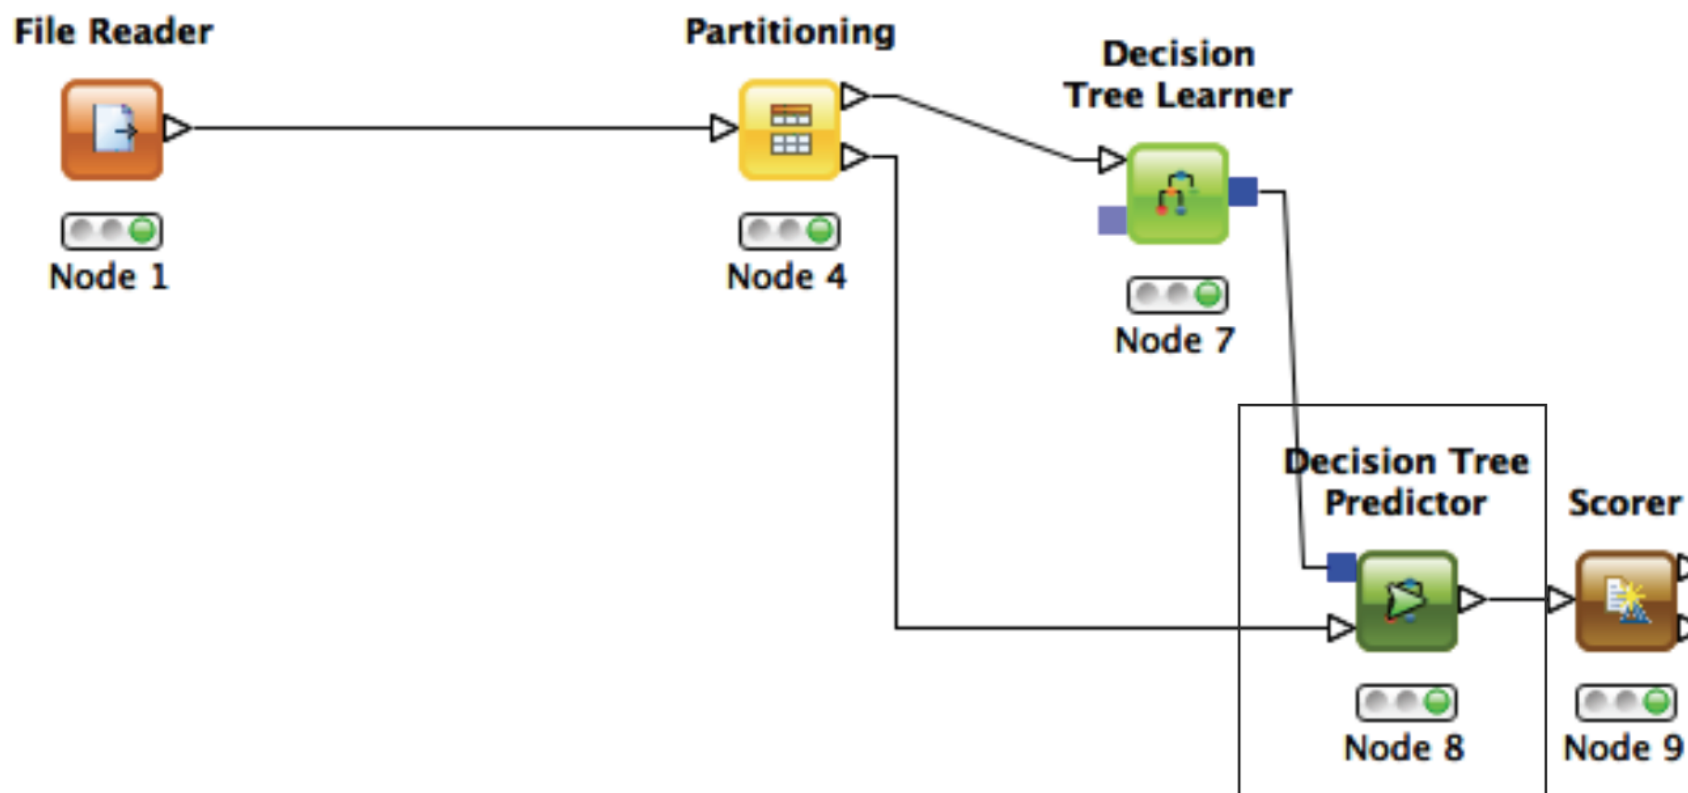 File Reader
Partitioning
Decision
Tree Learner
Node 1
Node 4
Node 7
Decision Tree
Predictor
Scorer
Node 8
Node 9